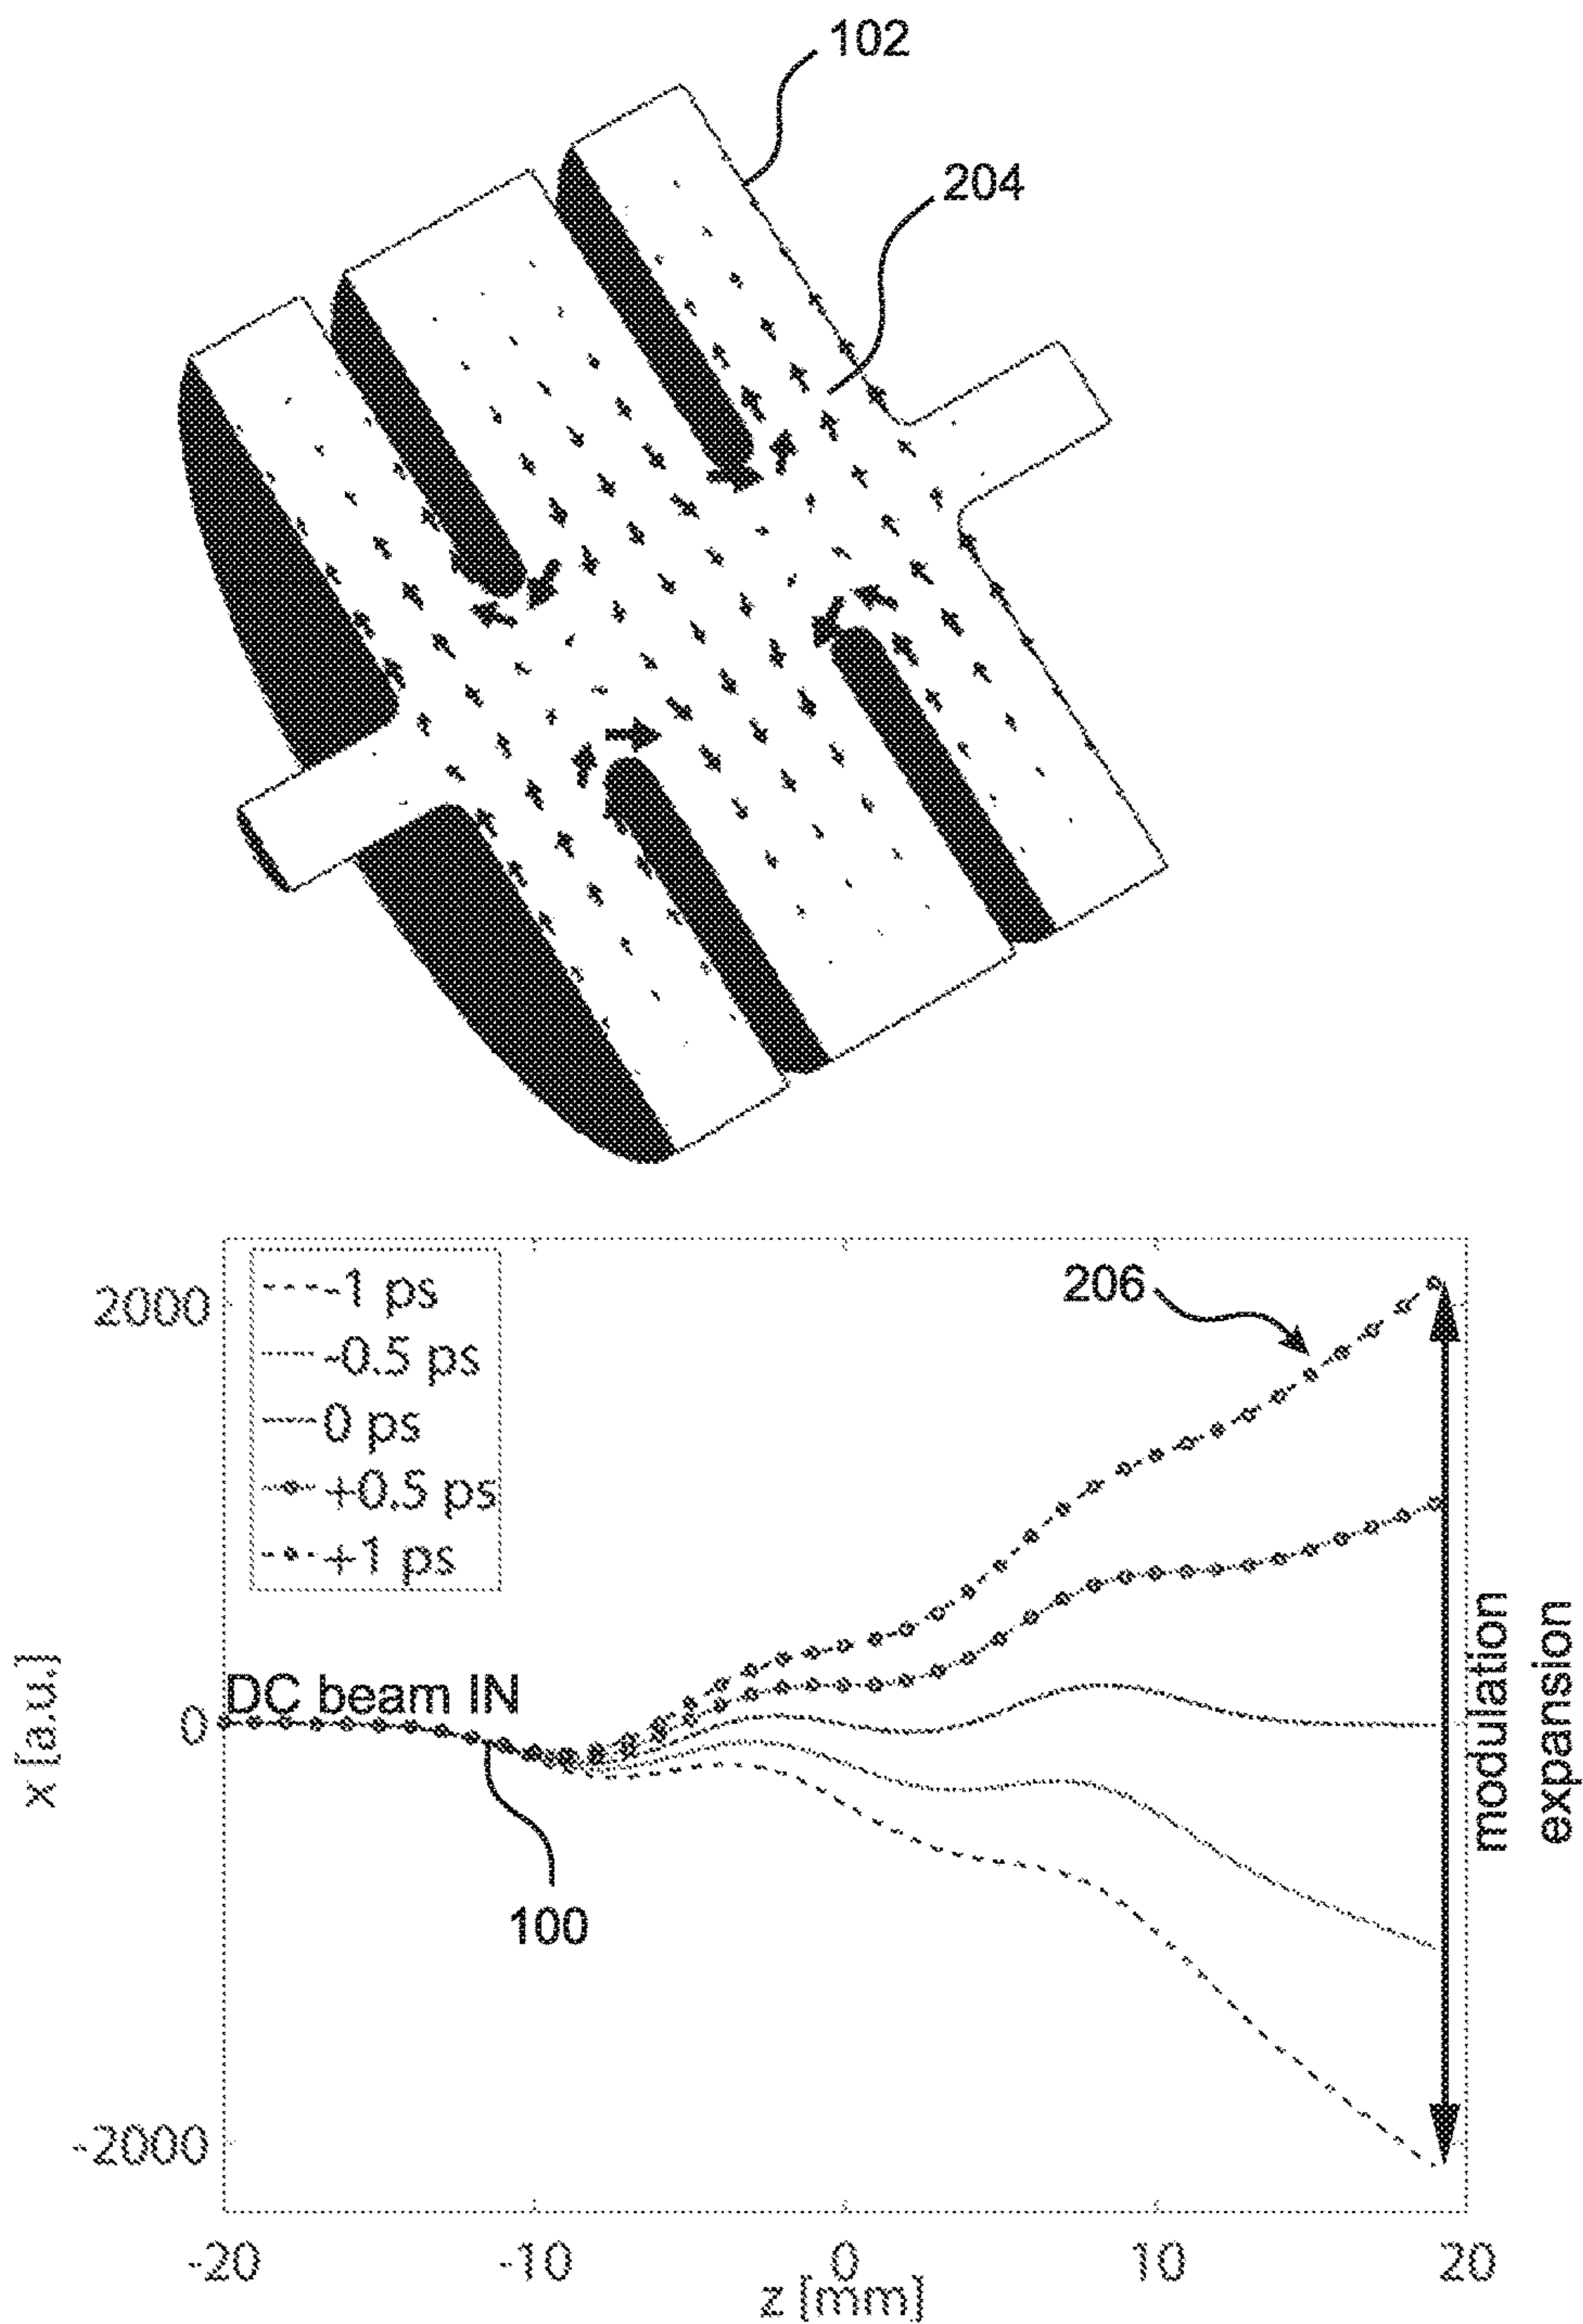 102
204
2000
0
-2000
x [a.u.]
-1 ps
-0.5 ps
0 ps
+0.5 ps
+1 ps
206
DC beam IN
100
modulation
expansion
-20
-10
0
10
20
z [mm]